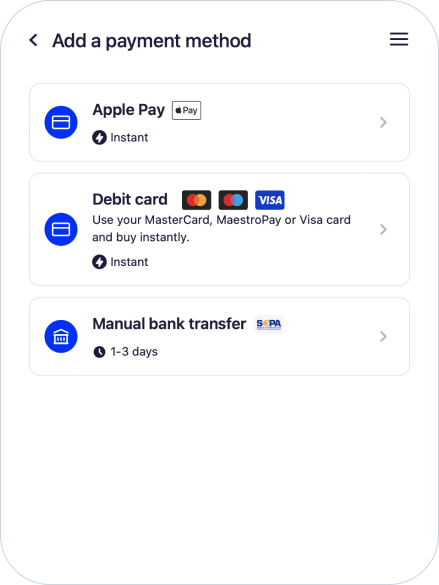 Add a payment method
Apple Pay Pay
Instant
Debit card VISA
Use your MasterCard, MaestroPay or Visa card
and buy instantly.
Instant
Manual bank transfer SEPA
1-3 days